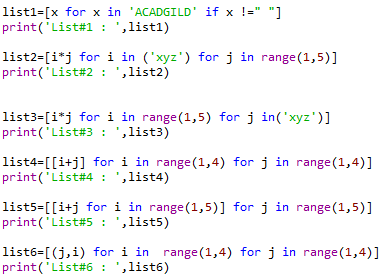 list1=[x for x in 'ACADGILD' if x !=" "]
print('List#1 : ',list1)
list2=[i*j for i in ('xyz') for j in range(1,5)]
print('List#2 : ',list2)
list3=[i*j for i in range(1,5) for j in('xyz')]
print('List#3 : ',list3)
list4=[[i+j] for i in range(1,4) for j in range(1,4)]
print('List#4 : ',list4)
list5=[[i+j for i in range(1,5)] for j in range(1,5)]
print('List#5 : ',list5)
list6=[(j,i) for i in  range(1,4) for j in range(1,4)]
print('List#6 : ',list6)